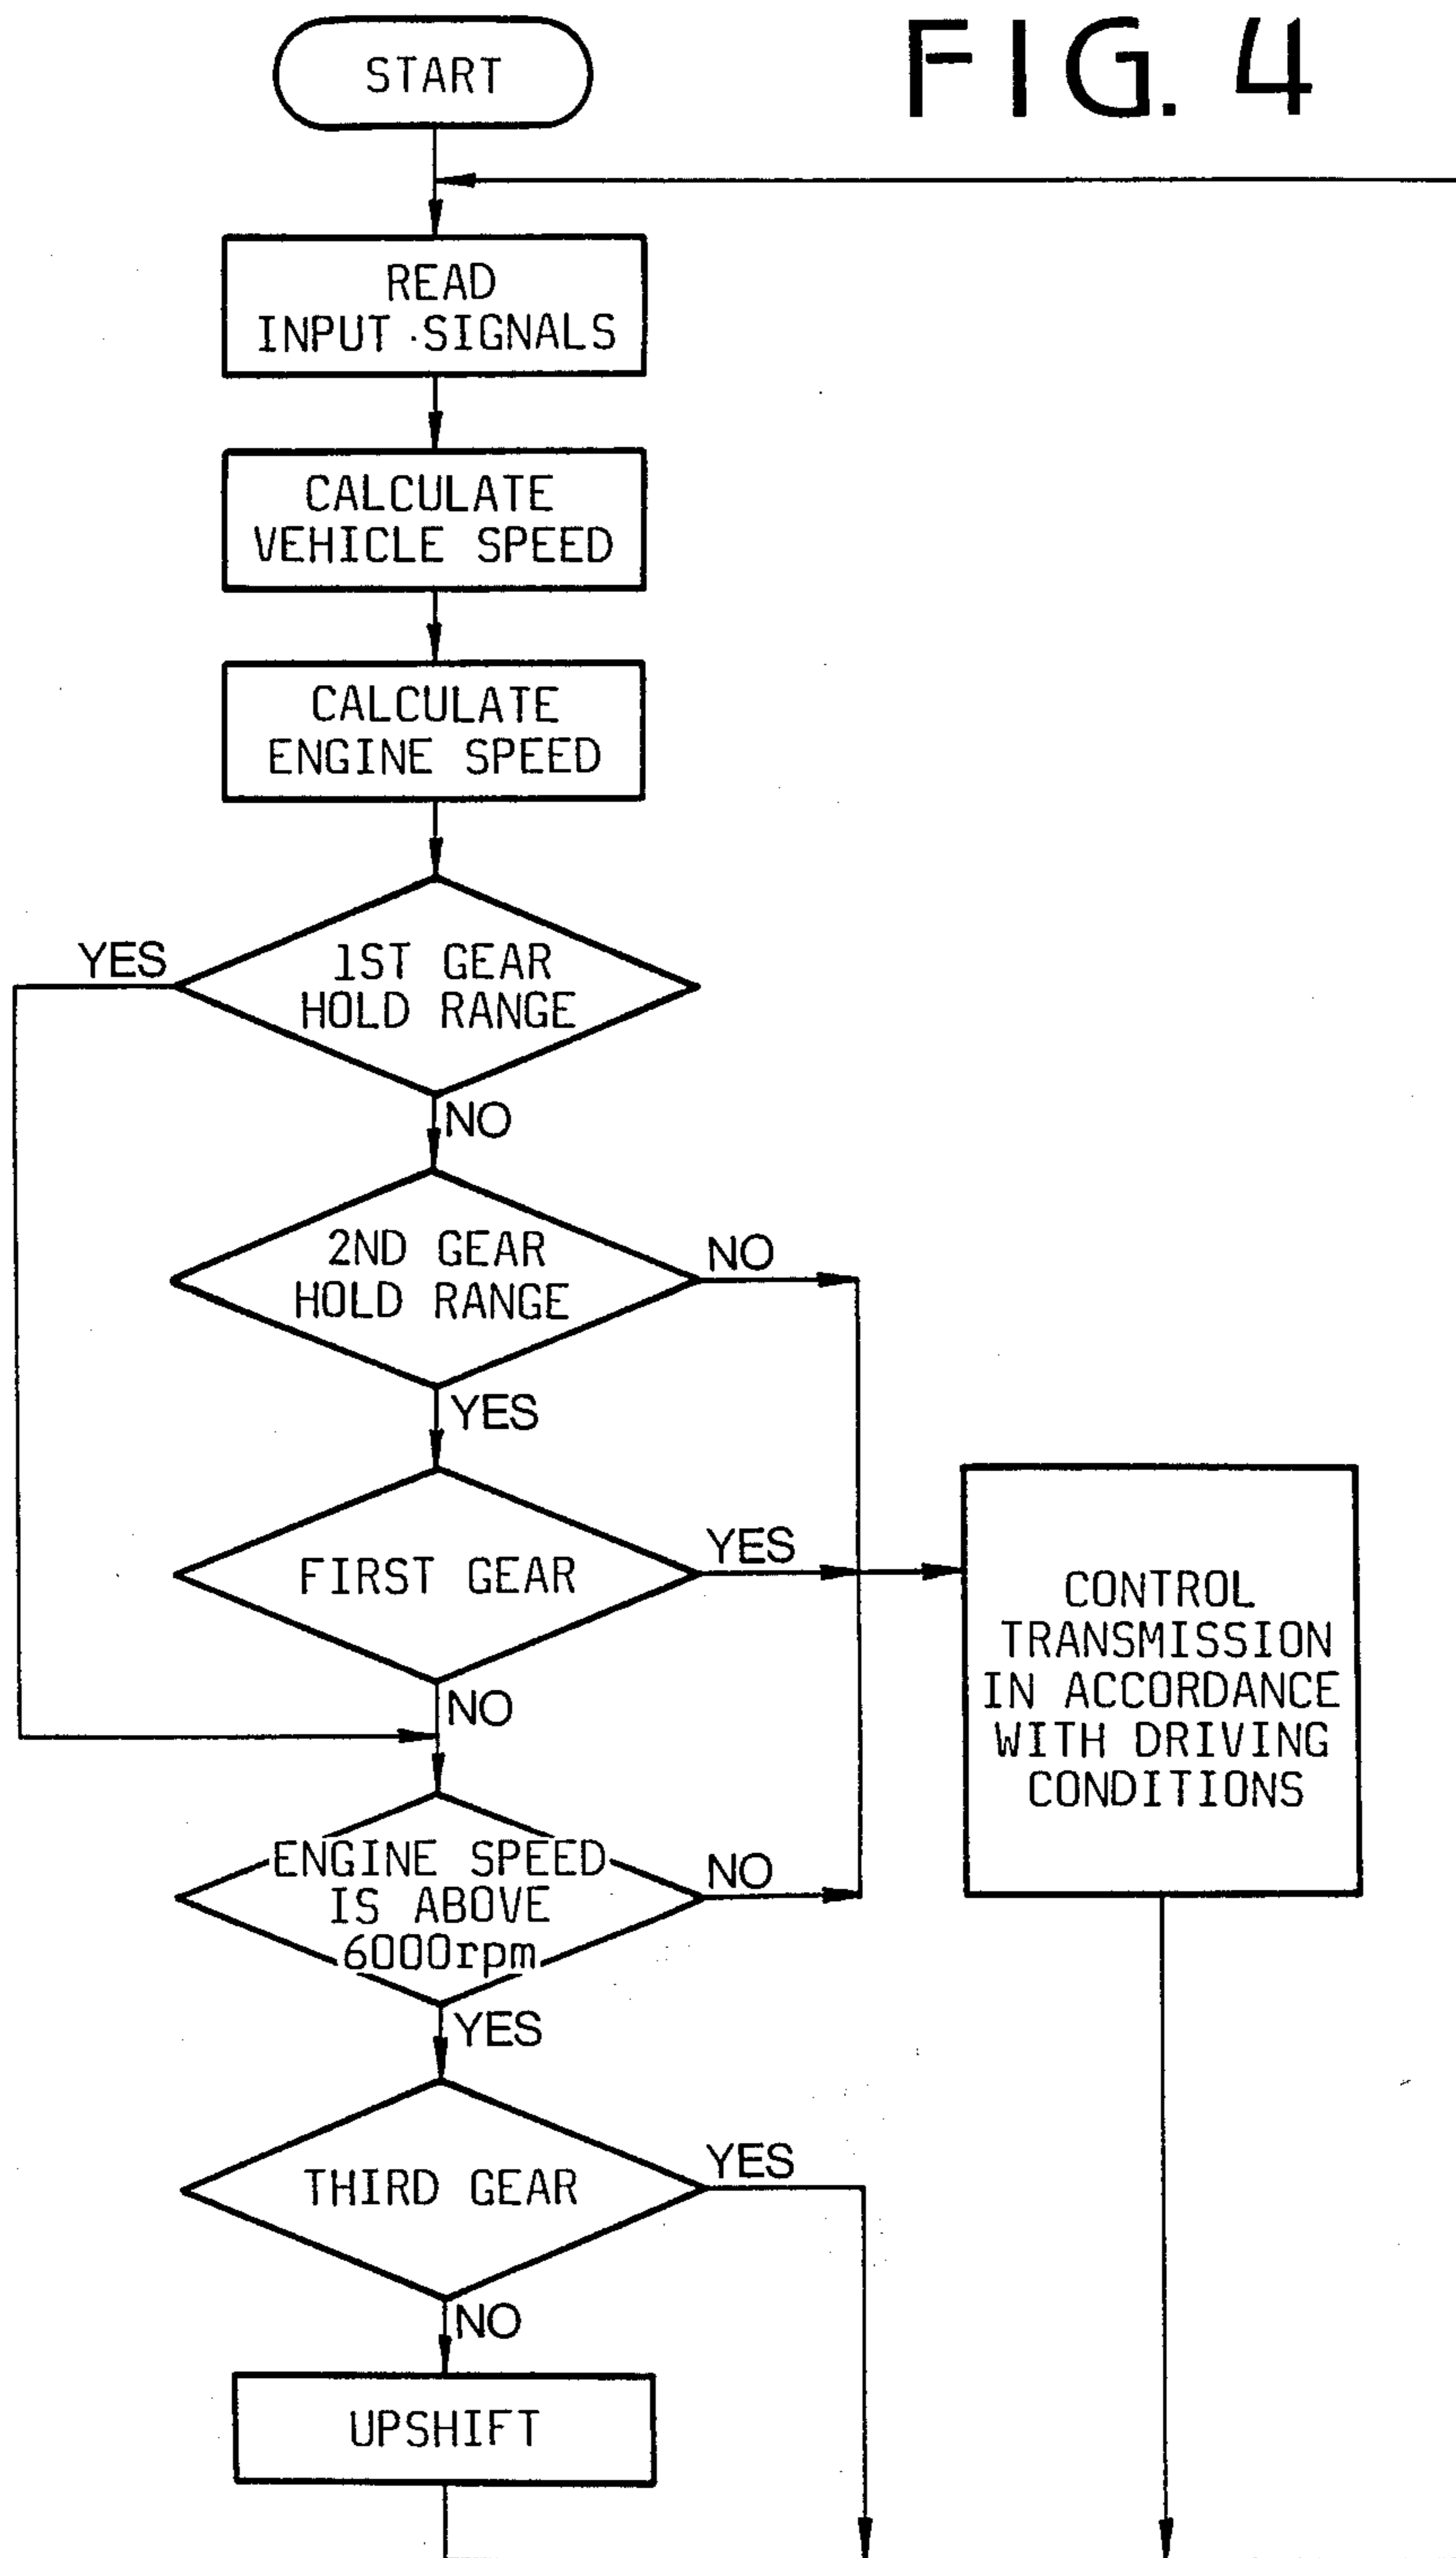 FIG. 4
START
READ
INPUT SIGNALS
CALCULATE
VEHICLE SPEED
CALCULATE
ENGINE SPEED
1ST GEAR
HOLD RANGE
YES
NO
2ND GEAR
HOLD RANGE
NO
YES
FIRST GEAR
YES
NO
CONTROL
TRANSMISSION
IN ACCORDANCE
WITH DRIVING
CONDITIONS
ENGINE SPEED
IS ABOVE
6000rpm
NO
YES
THIRD GEAR
YES
NO
UPSHIFT